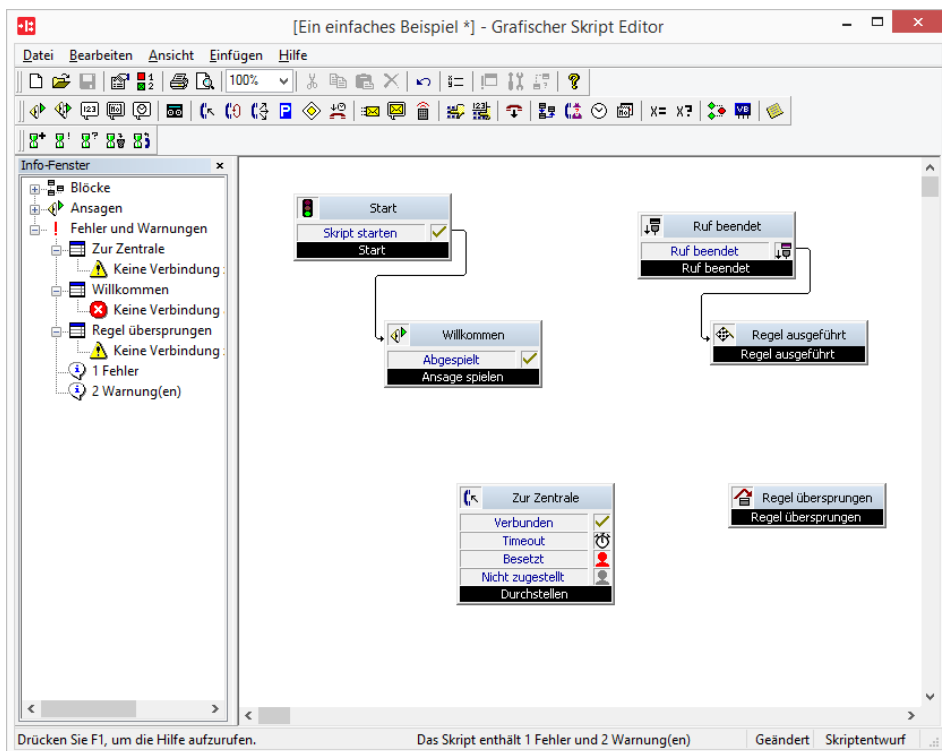 [Ein einfaches Beispiel *] - Grafischer Skript Editor
Datei Bearbeiten Ansicht Einfügen Hilfe
100%
Info-Fenster
Blöcke
Ansagen
Fehler und Warnungen
Zur Zentrale
Keine Verbindung
Willkommen
Keine Verbindung
Regel übersprungen
Keine Verbindung
1 Fehler
2 Warnung(en)
Start
Skript starten
Start
Ruf beendet
Ruf beendet
Ruf beendet
Willkommen
Abgespielt
Ansage spielen
Regel ausgeführt
Regel ausgeführt
Zur Zentrale
Verbunden
Timeout
Besetzt
Nicht zugestellt
Durchstellen
Regel übersprungen
Regel übersprungen
Drücken Sie F1, um die Hilfe aufzurufen. Das Skript enthält 1 Fehler und 2 Warnung(en) Geändert Skriptentwurf